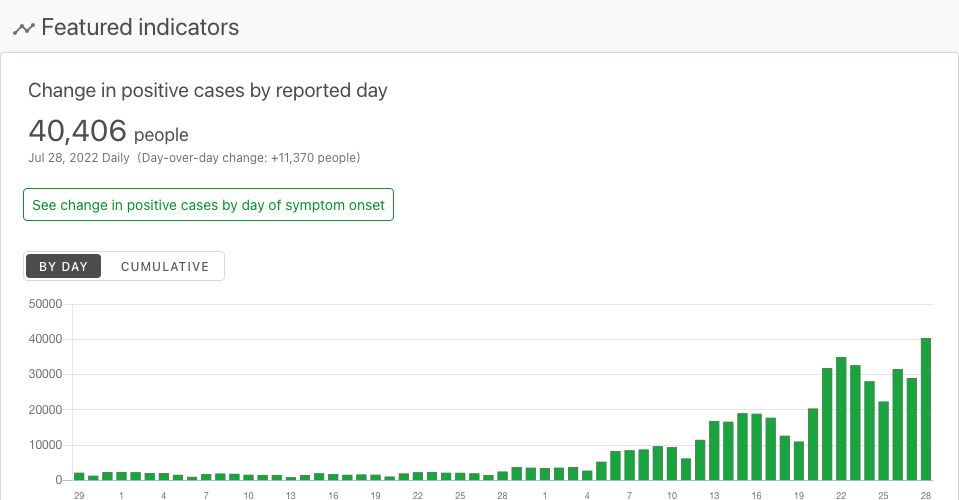 Featured indicators
Change in positive cases by reported day
40,406 people
Jul 28, 2022 Daily (Day-over-day change: +11,370 people)
See change in positive cases by day of symptom onset
BY DAY CUMULATIVE
50000
40000
30000
20000
10000
0
29 1 4 7 10 13 16 19 22 25 28 1 4 7 10 13 16 19 22 25 28